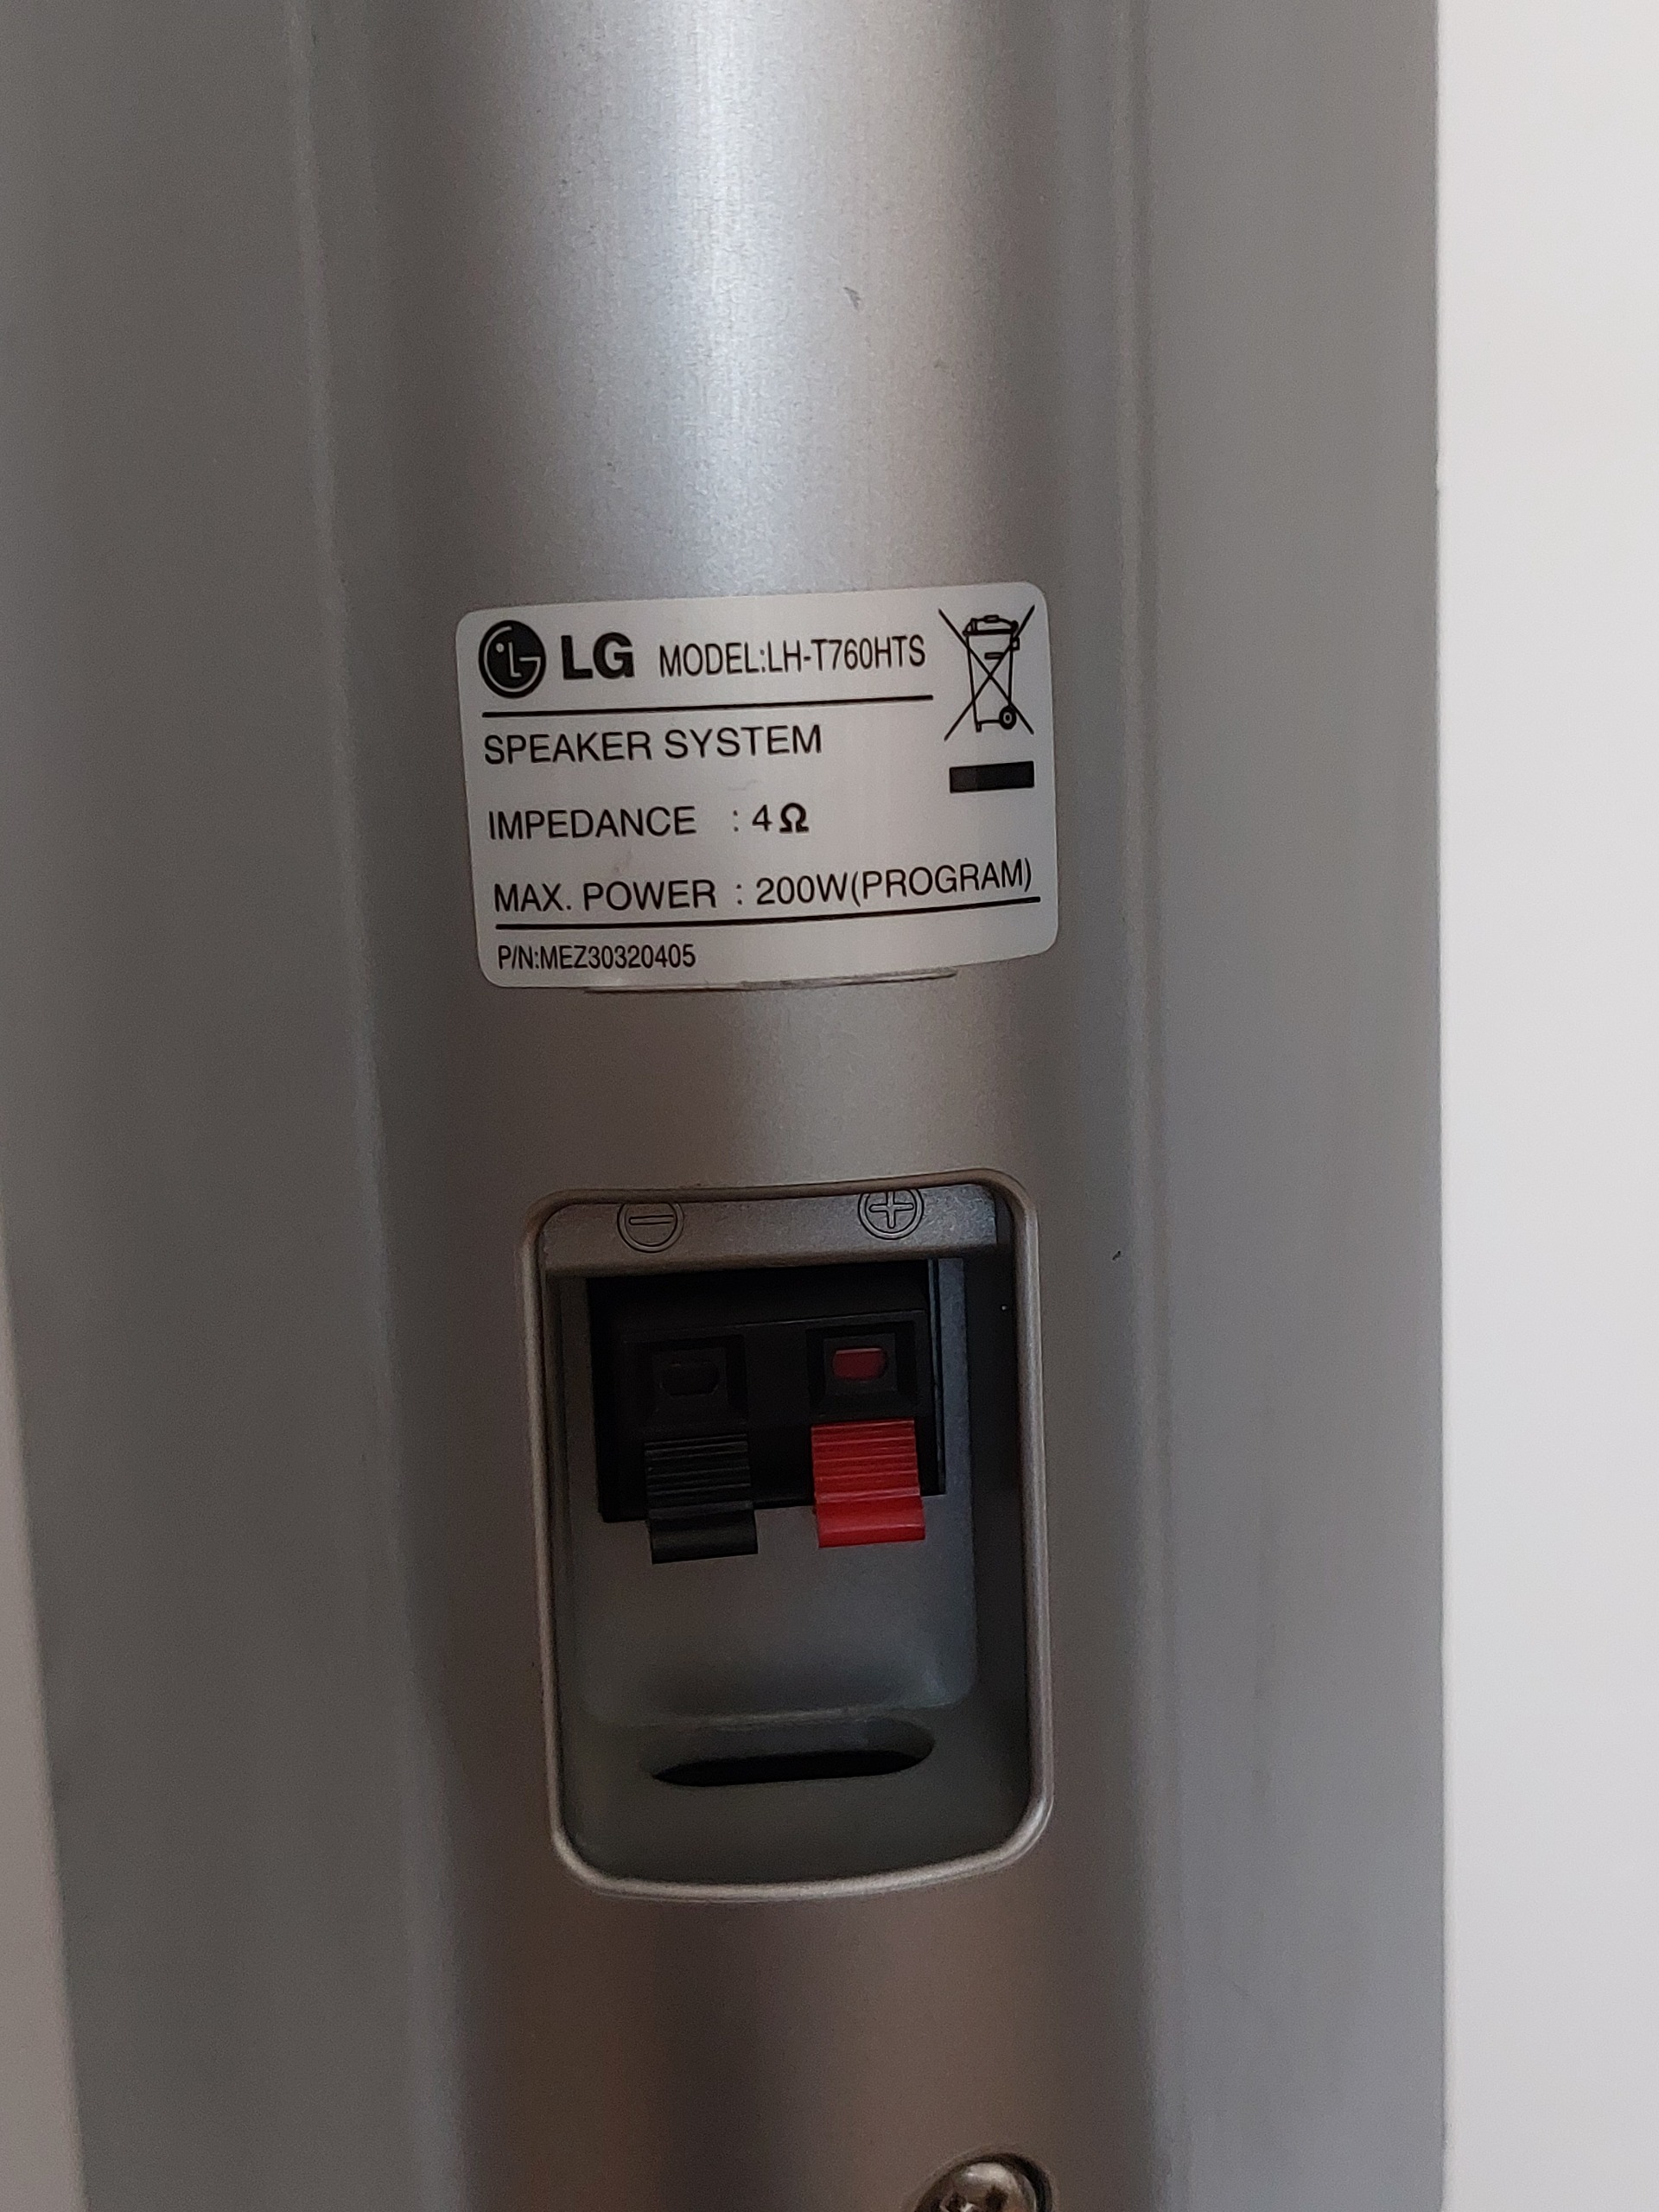 LG MODEL:LH-T760HTS
SPEAKER SYSTEM
IMPEDANCE : 4Ω
MAX. POWER : 200W(PROGRAM)
P/N:MEZ30320405
− +